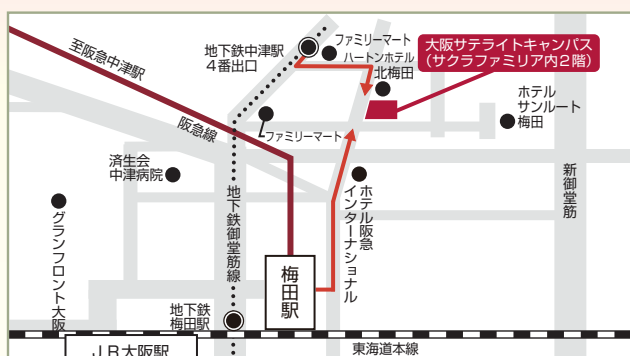 至阪急中津駅
地下鉄中津駅
4番出口
ファミリーマート
ハートンホテル
北梅田
大阪サテライトキャンパス
(サクラファミリア内2階)
ホテル
サンルート
梅田
阪急線
ファミリーマート
済生会
中津病院
グランフロント大阪
地下鉄御堂筋線
ホテル阪急
インターナショナル
新御堂筋
梅田駅
地下鉄
梅田駅
東海道本線
JR大阪駅